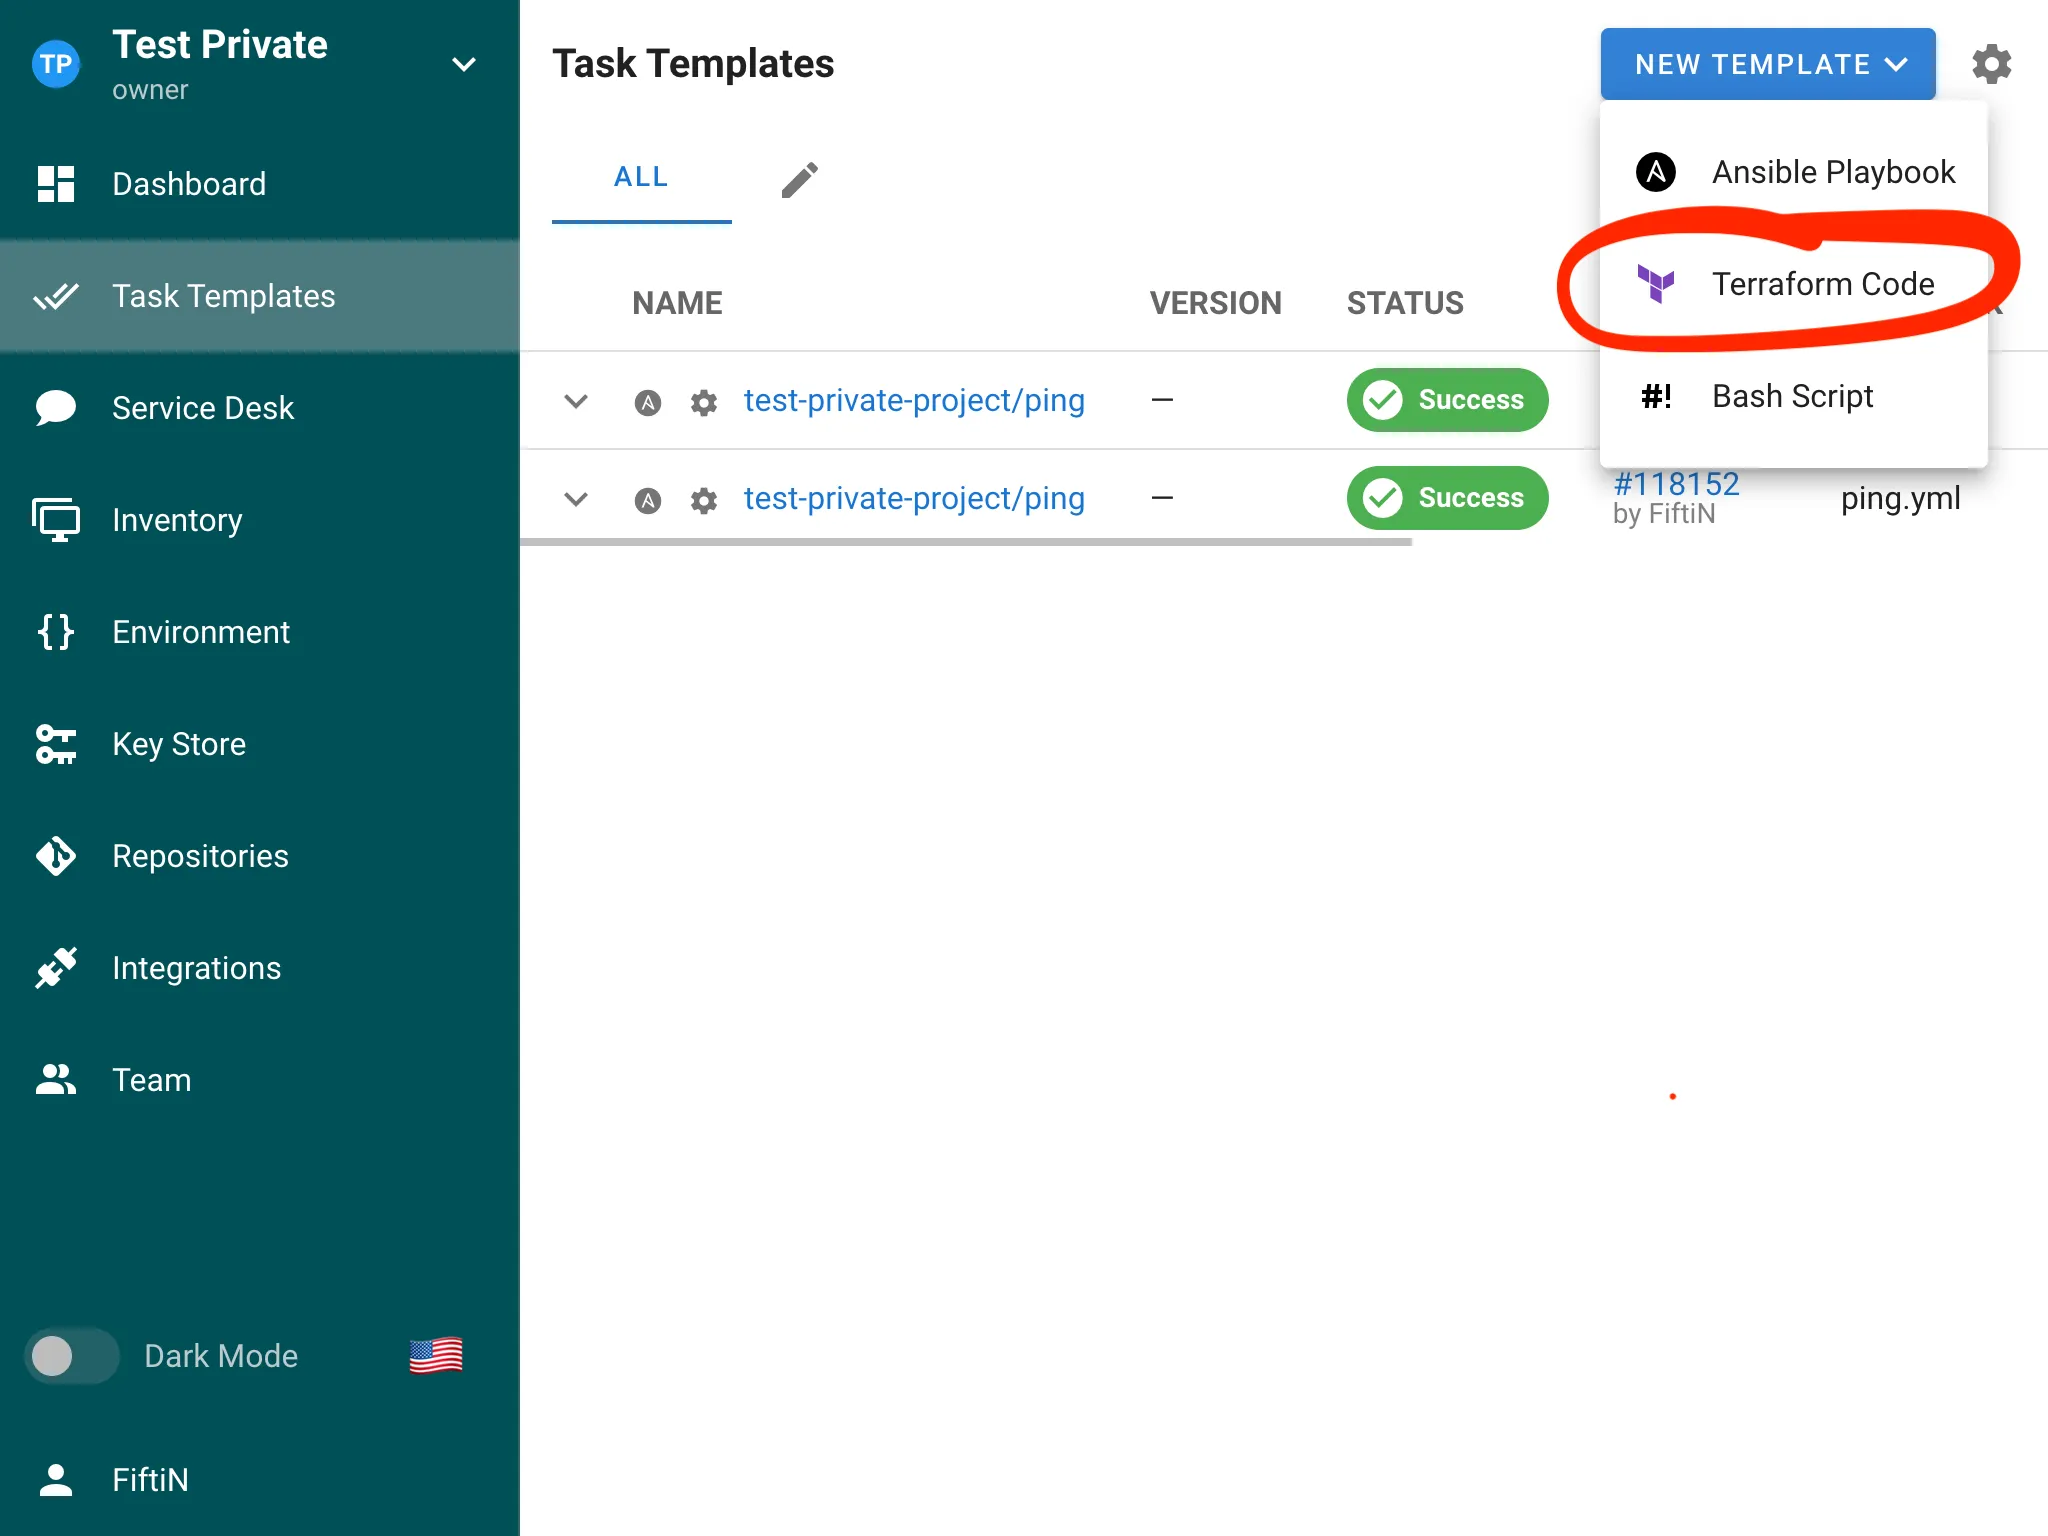 TP
Test Private
owner
Dashboard
Task Templates
Service Desk
Inventory
Environment
Key Store
Repositories
Integrations
Team
Dark Mode
FiftiN
Task Templates
NEW TEMPLATE
Ansible Playbook
Terraform Code
#! Bash Script
ALL
NAME VERSION STATUS
test-private-project/ping — Success
test-private-project/ping — Success #118152 ping.yml
by FiftiN